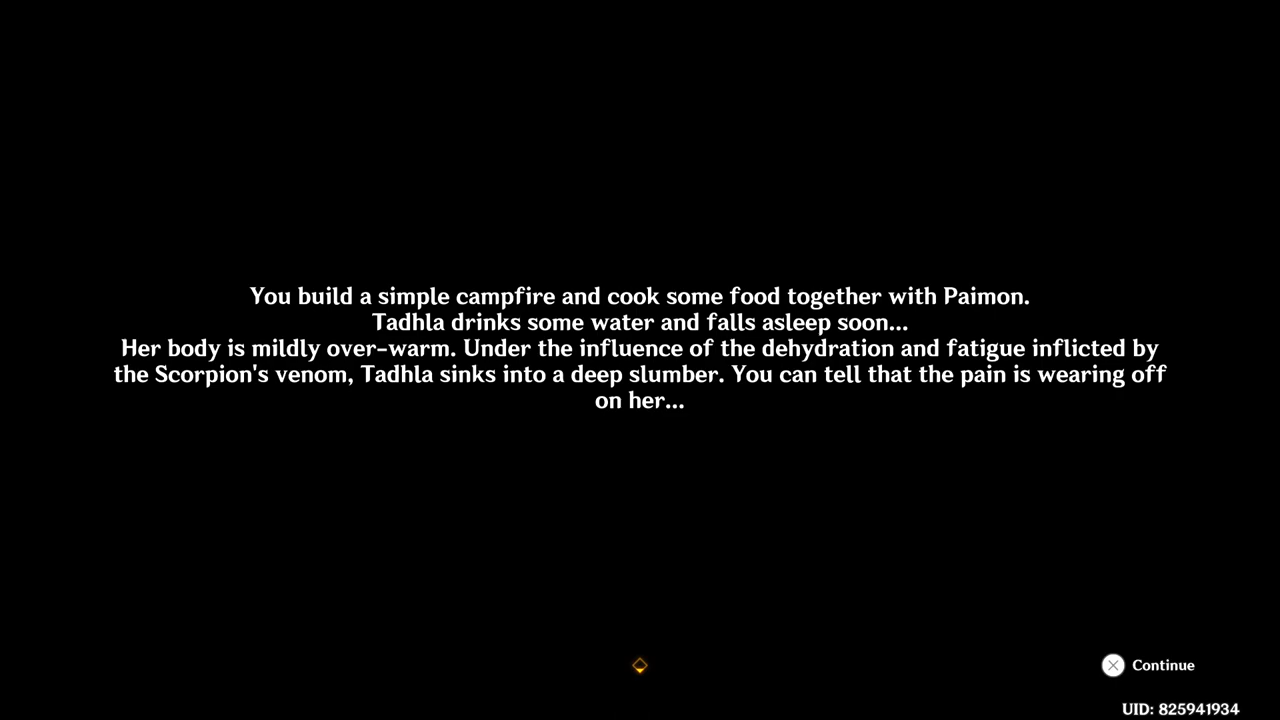 You build a simple campfire and cook some food together with Paimon.
Tadhla drinks some water and falls asleep soon...
Her body is mildly over-warm. Under the influence of the dehydration and fatigue inflicted by
the Scorpion's venom, Tadhla sinks into a deep slumber. You can tell that the pain is wearing off
on her...
Continue
UID: 825941934